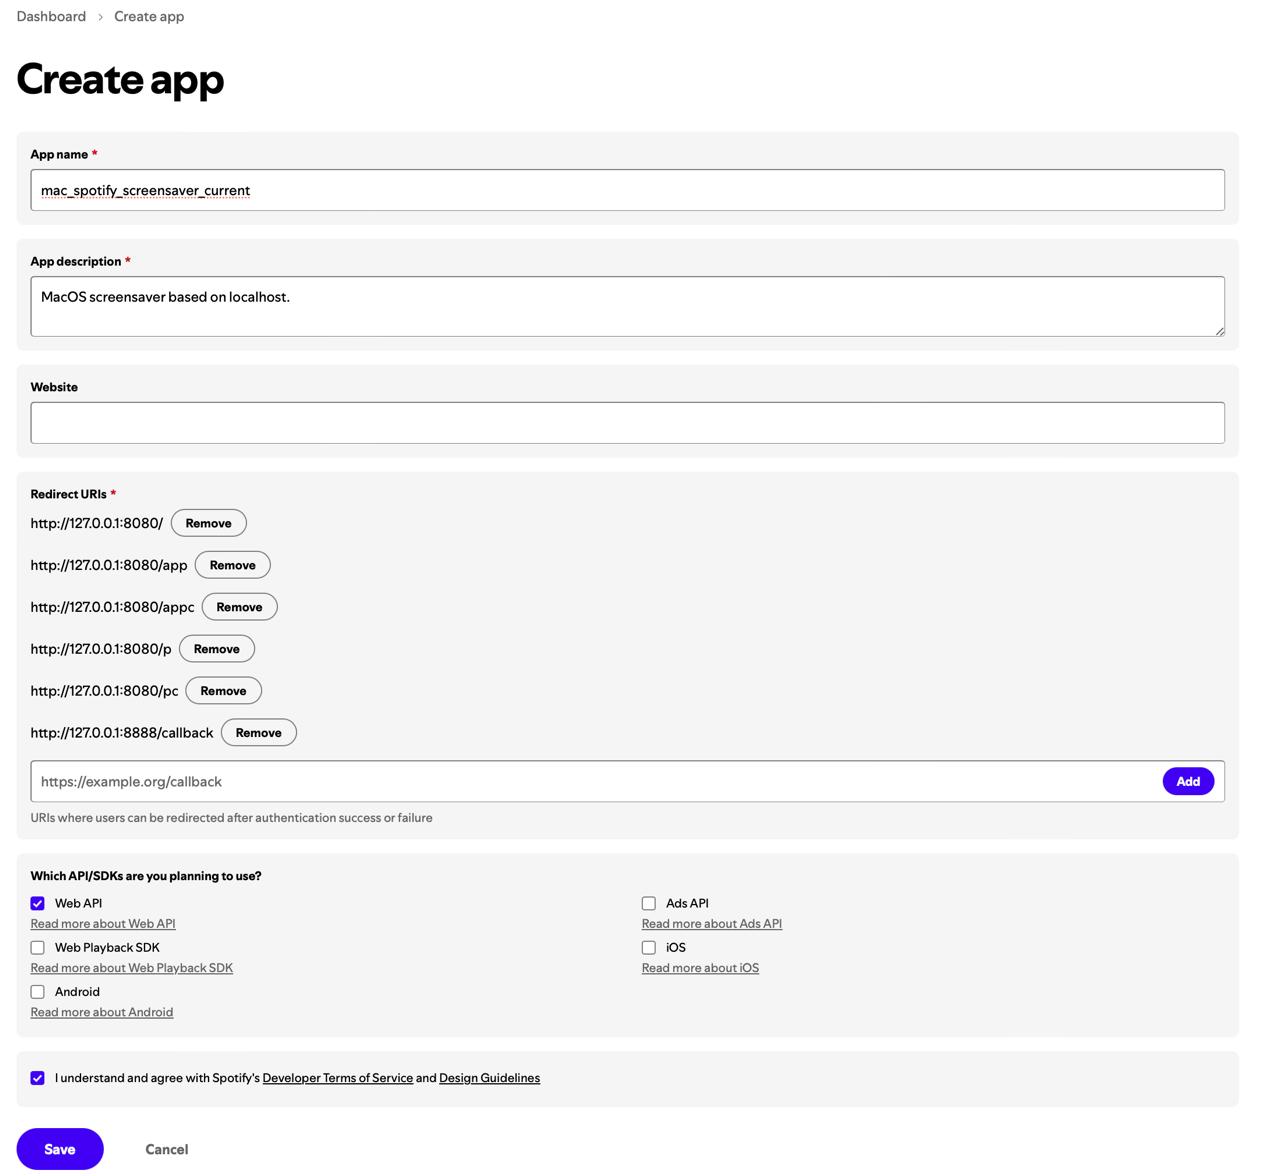 Dashboard > Create app
Create app
App name *
mac_spotify_screensaver_current
App description *
MacOS screensaver based on localhost.
Website
Redirect URIs *
http://127.0.0.1:8080/ Remove
http://127.0.0.1:8080/app Remove
http://127.0.0.1:8080/appc Remove
http://127.0.0.1:8080/p Remove
http://127.0.0.1:8080/pc Remove
http://127.0.0.1:8888/callback Remove
https://example.org/callback Add
URIs where users can be redirected after authentication success or failure
Which API/SDKs are you planning to use?
Web API
Read more about Web API
Ads API
Read more about Ads API
Web Playback SDK
Read more about Web Playback SDK
iOS
Read more about iOS
Android
Read more about Android
I understand and agree with Spotify's Developer Terms of Service and Design Guidelines
Save Cancel